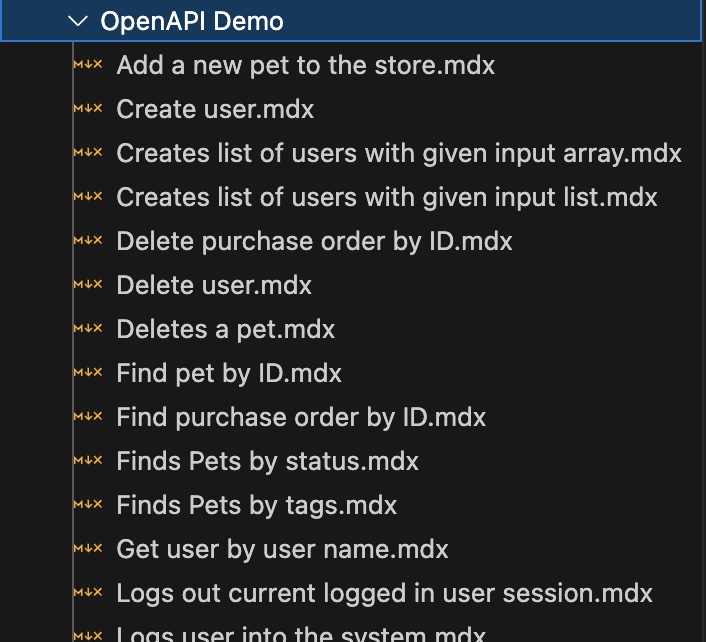 OpenAPI Demo
M↓× Add a new pet to the store.mdx
M↓× Create user.mdx
M↓× Creates list of users with given input array.mdx
M↓× Creates list of users with given input list.mdx
M↓× Delete purchase order by ID.mdx
M↓× Delete user.mdx
M↓× Deletes a pet.mdx
M↓× Find pet by ID.mdx
M↓× Find purchase order by ID.mdx
M↓× Finds Pets by status.mdx
M↓× Finds Pets by tags.mdx
M↓× Get user by user name.mdx
M↓× Logs out current logged in user session.mdx
M↓× Logs user into the system.mdx